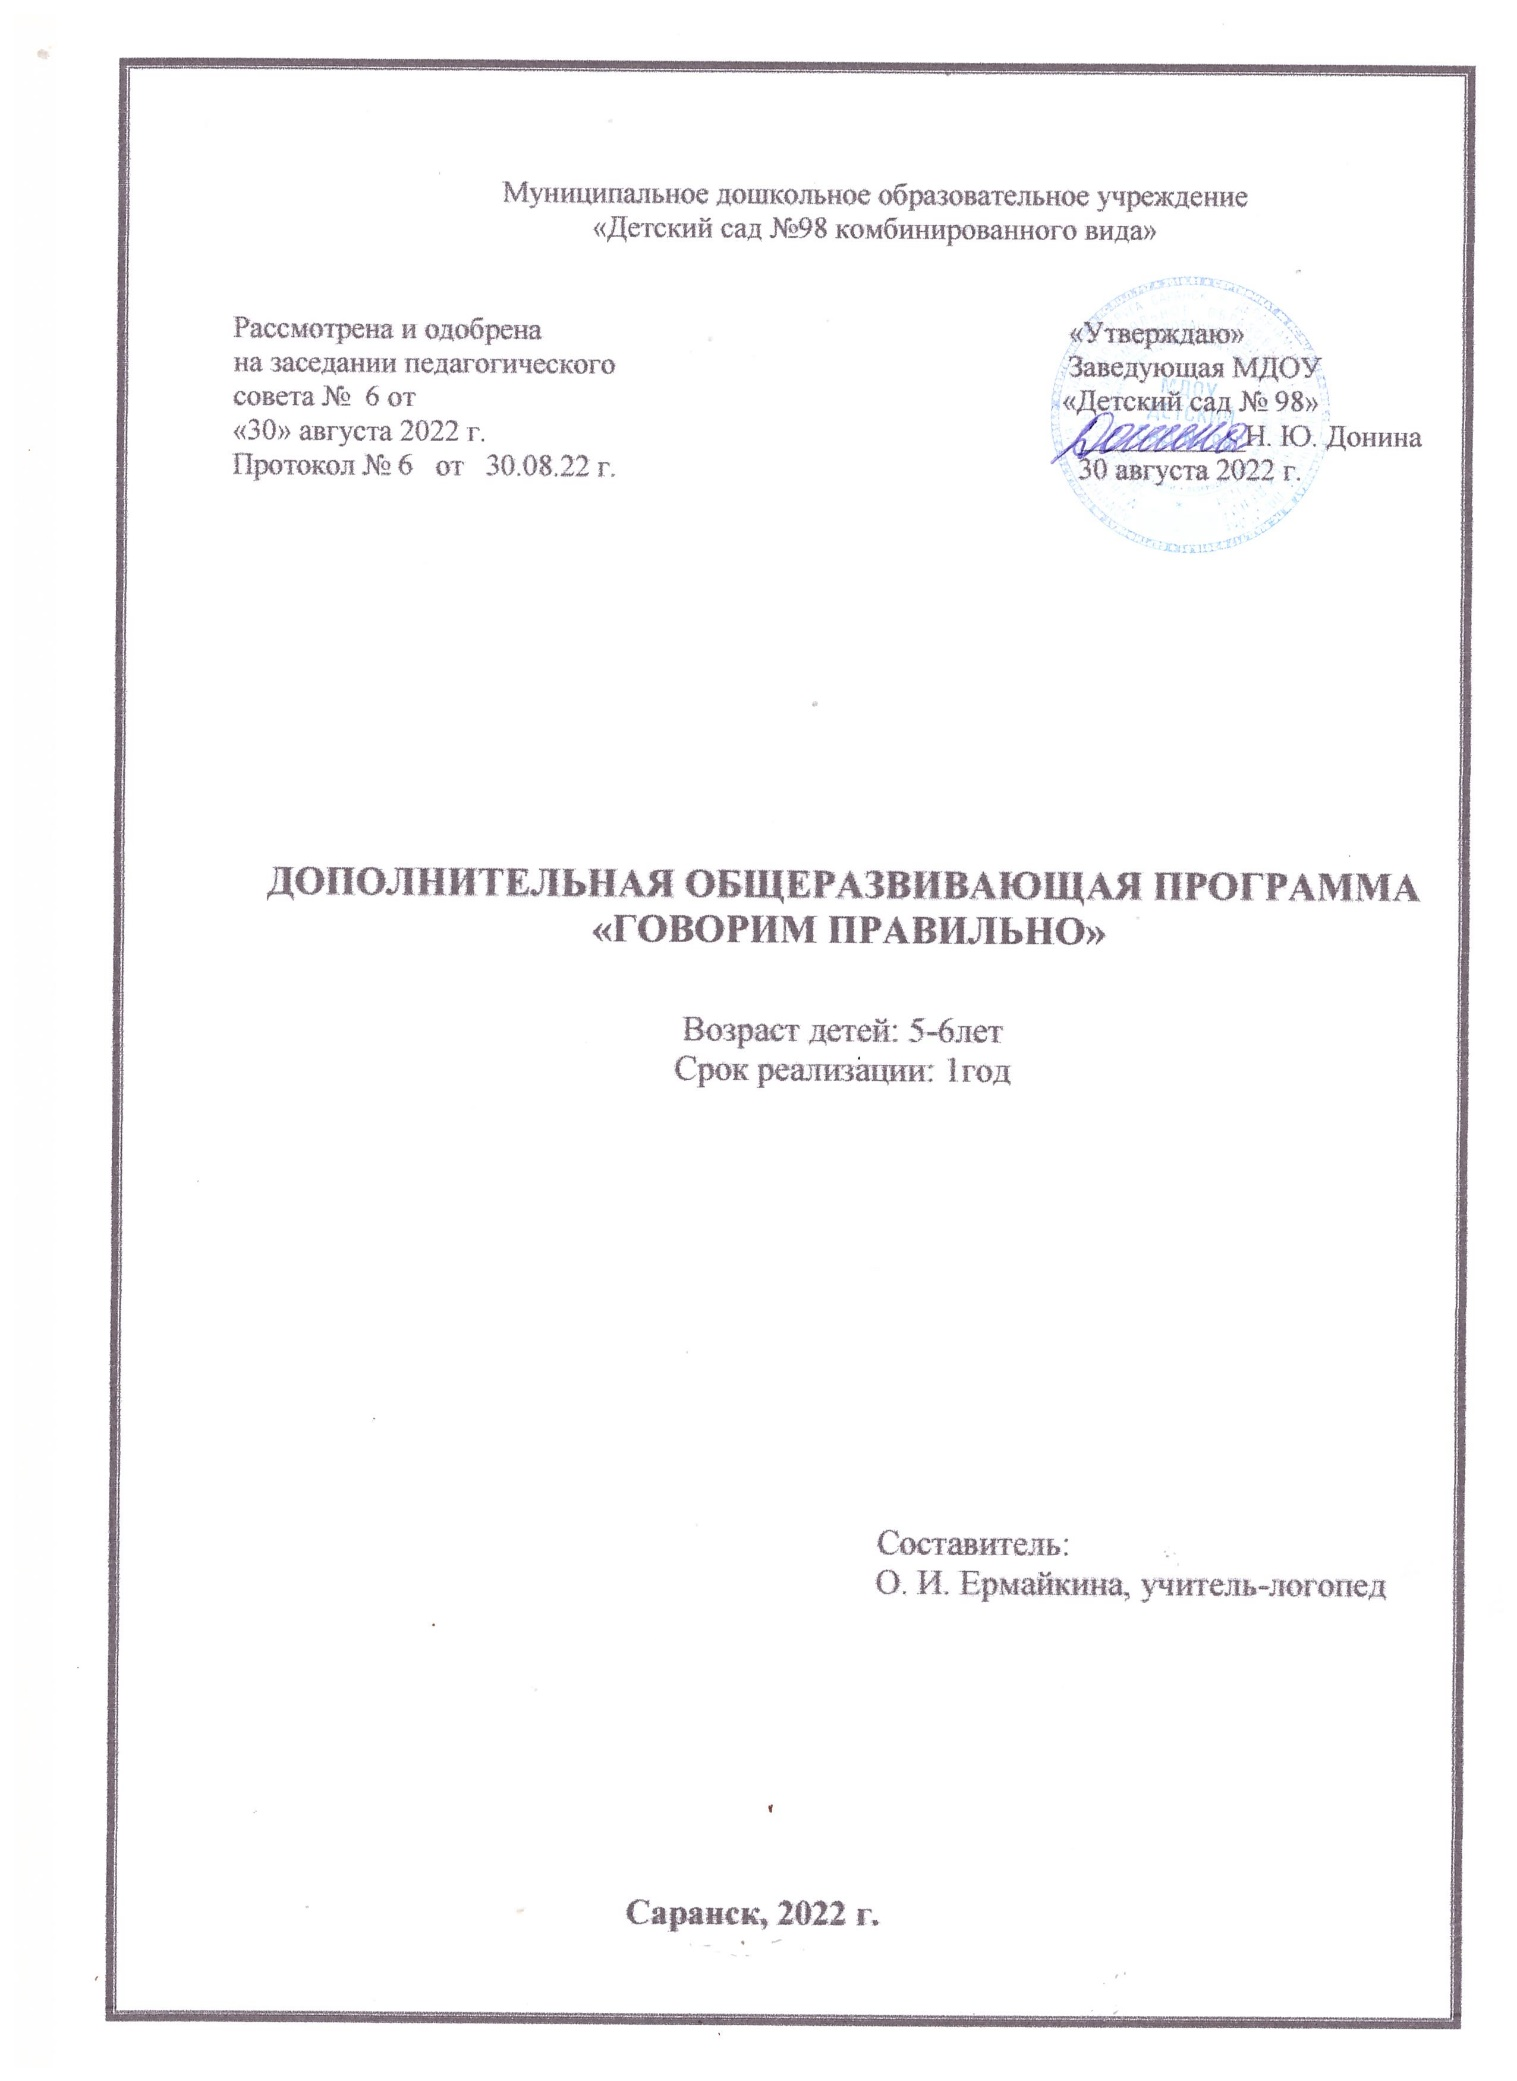 Муниципальное дошкольное образовательное учреждение
«Детский сад №98 комбинированного вида»
Рассмотрена и одобрена
на заседании педагогического
совета № 6 от
«30» августа 2022 г.
Протокол № 6 от 30.08.22 г.
«Утверждаю»
Заведующая МДОУ
«Детский сад № 98»
Н. Ю. Донина
30 августа 2022 г.
МДОУ
ДЕТСКИЙ
ДОПОЛНИТЕЛЬНАЯ ОБЩЕРАЗВИВАЮЩАЯ ПРОГРАММА
«ГОВОРИМ ПРАВИЛЬНО»
Возраст детей: 5-6лет
Срок реализации: 1год
Составитель:
О. И. Ермайкина, учитель-логопед
Саранск, 2022 г.